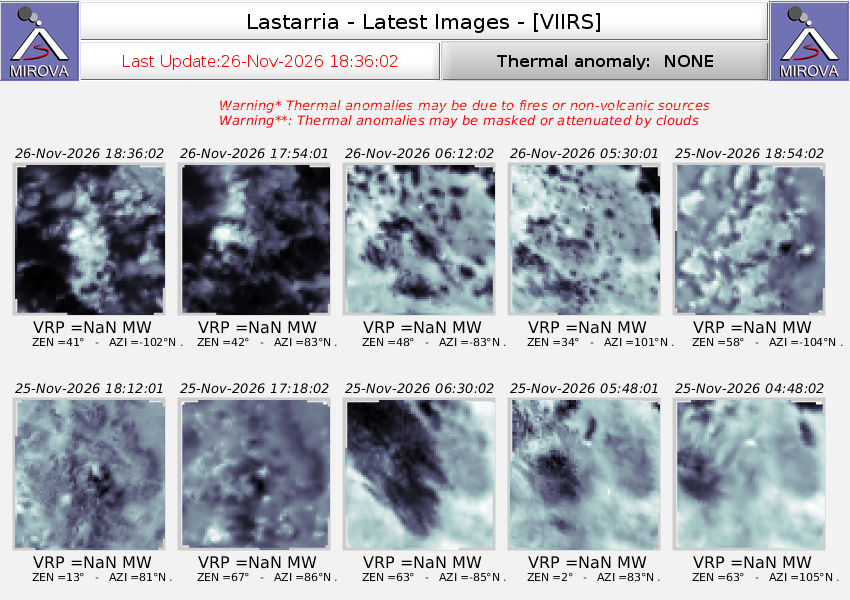 Lastarria - Latest Images - [VIIRS]
MIROVA
Last Update:26-Nov-2026 18:36:02
Thermal anomaly: NONE
MIROVA
Warning* Thermal anomalies may be due to fires or non-volcanic sources
Warning**: Thermal anomalies may be masked or attenuated by clouds
26-Nov-2026 18:36:02
26-Nov-2026 17:54:01
26-Nov-2026 06:12:02
26-Nov-2026 05:30:01
25-Nov-2026 18:54:02
VRP =NaN MW
VRP =NaN MW
VRP =NaN MW
VRP =NaN MW
VRP =NaN MW
ZEN =41° - AZI =-102°N .
ZEN =42° - AZI =83°N .
ZEN =48° - AZI =-83°N .
ZEN =34° - AZI =101°N .
ZEN =58° - AZI =-104°N .
25-Nov-2026 18:12:01
25-Nov-2026 17:18:02
25-Nov-2026 06:30:02
25-Nov-2026 05:48:01
25-Nov-2026 04:48:02
VRP =NaN MW
VRP =NaN MW
VRP =NaN MW
VRP =NaN MW
VRP =NaN MW
ZEN =13° - AZI =81°N .
ZEN =67° - AZI =86°N .
ZEN =63° - AZI =-85°N .
ZEN =2° - AZI =83°N .
ZEN =63° - AZI =105°N .